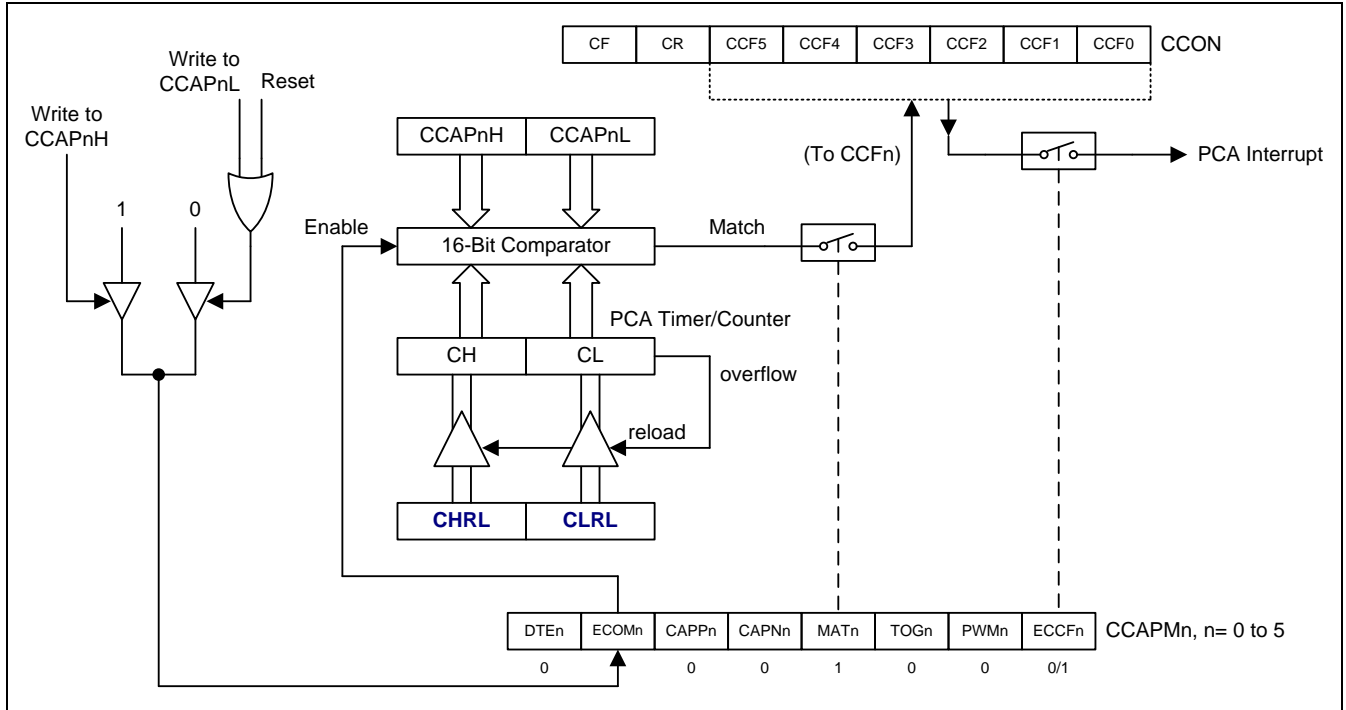 CF CR CCF5 CCF4 CCF3 CCF2 CCF1 CCF0 CCON
Write to
CCAPnL
Reset
Write to
CCAPnH
CCAPnH CCAPnL
(To CCFn)
PCA Interrupt
1 0
Enable
16-Bit Comparator
Match
PCA Timer/Counter
CH CL
overflow
reload
CHRL CLRL
DTEn ECOMn CAPPn CAPNn MATn TOGn PWMn ECCFn CCAPMn, n= 0 to 5
0 0 0 1 0 0 0/1